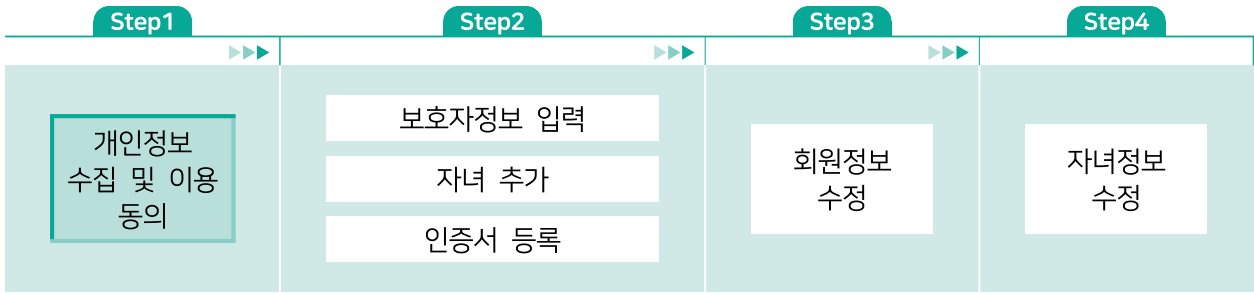 Step1
Step2
Step3
Step4
개인정보
수집 및 이용
동의
보호자정보 입력
자녀 추가
인증서 등록
회원정보
수정
자녀정보
수정